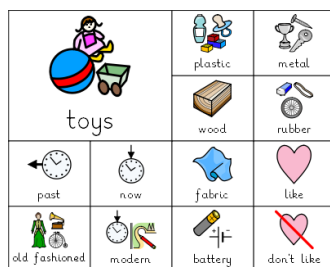 toys
plastic
metal
wood
rubber
past
now
fabric
like
old fashioned
modern
battery
don't like